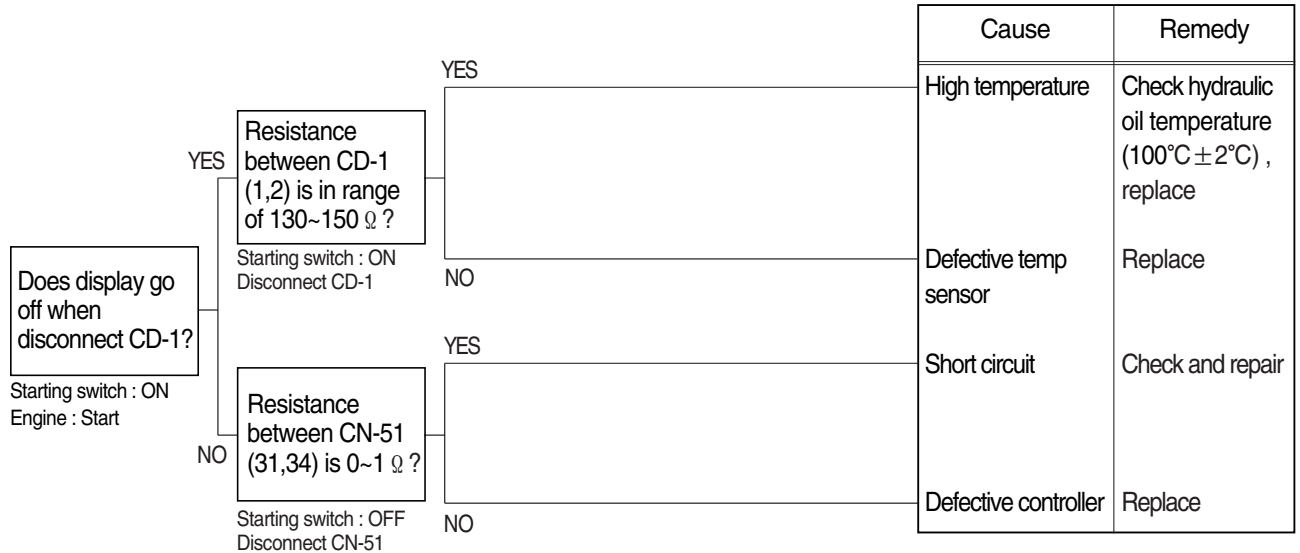 Cause
Remedy
YES
High temperature
Check hydraulic
oil temperature
(100°C±2°C) ,
replace
YES
Resistance
between CD-1
(1,2) is in range
of 130~150 Ω ?
Starting switch : ON
Disconnect CD-1
NO
Defective temp
sensor
Replace
Does display go
off when
disconnect CD-1?
Starting switch : ON
Engine : Start
YES
Short circuit
Check and repair
NO
Resistance
between CN-51
(31,34) is 0~1 Ω ?
Starting switch : OFF
Disconnect CN-51
NO
Defective controller
Replace